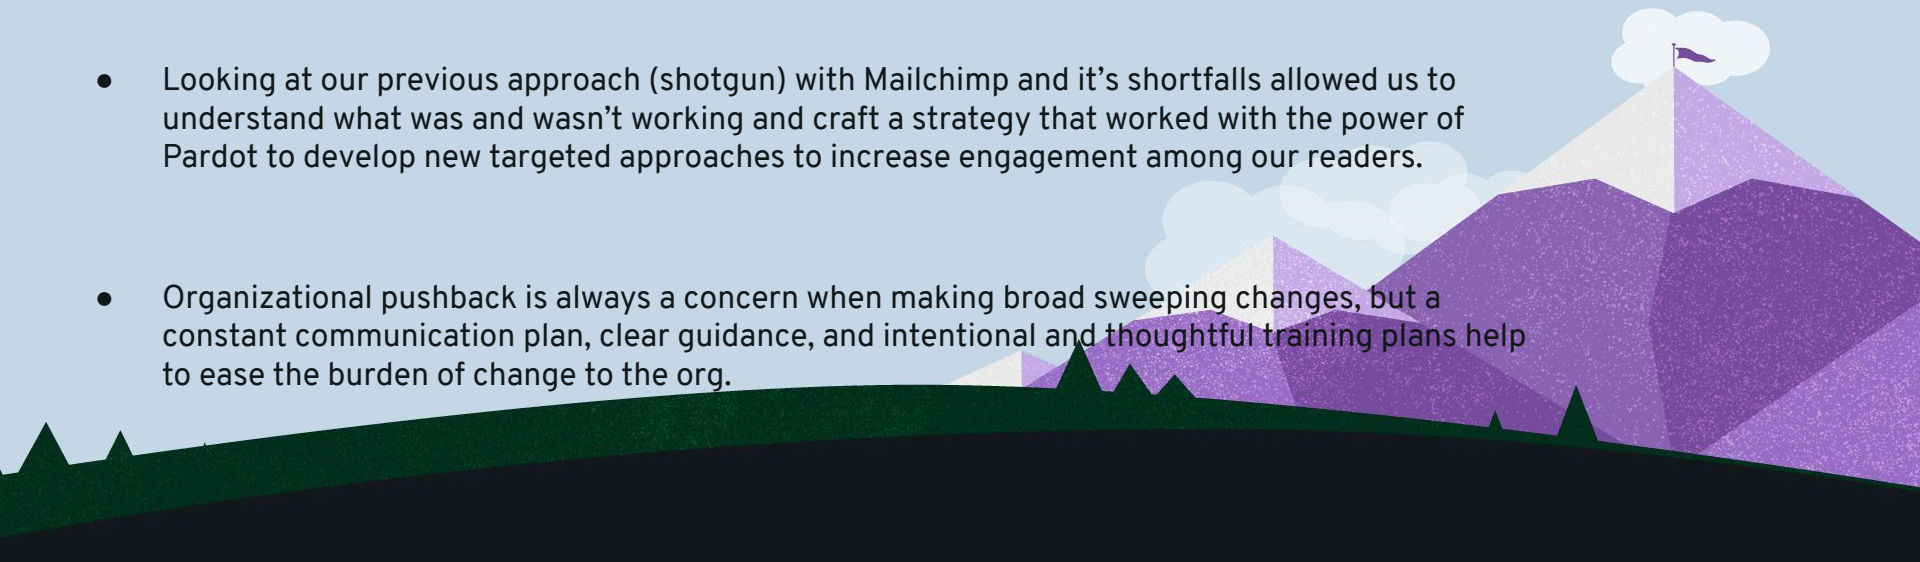 ● Looking at our previous approach (shotgun) with Mailchimp and it’s shortfalls allowed us to
understand what was and wasn’t working and craft a strategy that worked with the power of
Pardot to develop new targeted approaches to increase engagement among our readers.
● Organizational pushback is always a concern when making broad sweeping changes, but a
constant communication plan, clear guidance, and intentional and thoughtful training plans help
to ease the burden of change to the org.